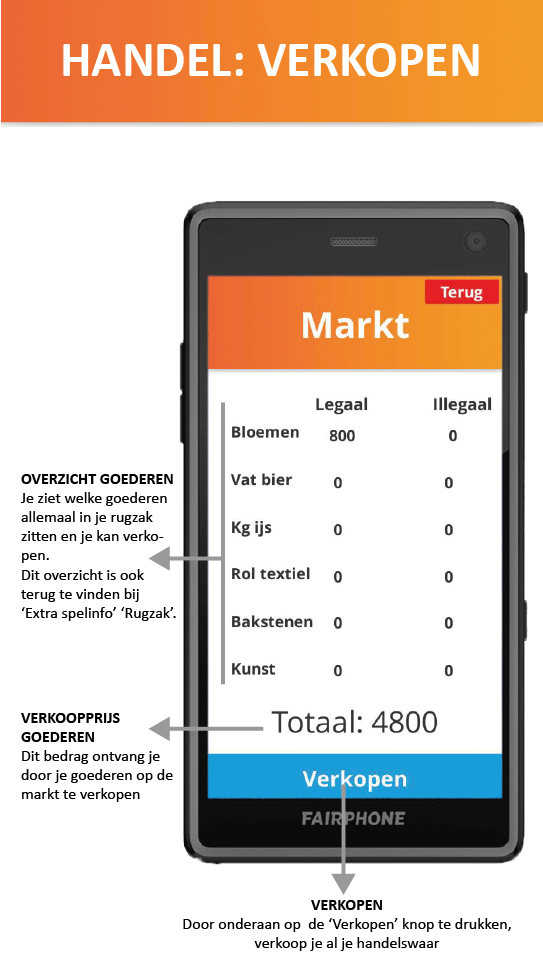 HANDEL: VERKOPEN
Terug
Markt
Legaal Illegaal
Bloemen 800 0
Vat bier 0 0
Kg ijs 0 0
Rol textiel 0 0
Bakstenen 0 0
Kunst 0 0
Totaal: 4800
Verkopen
FAIRPHONE
OVERZICHT GOEDEREN
Je ziet welke goederen
allemaal in je rugzak
zitten en je kan verko-
pen.
Dit overzicht is ook
terug te vinden bij
‘Extra spelinfo’ ‘Rugzak’.
VERKOOPPRIJS
GOEDEREN
Dit bedrag ontvang je
door je goederen op de
markt te verkopen
VERKOPEN
Door onderaan op de ‘Verkopen’ knop te drukken,
verkoop je al je handelswaar